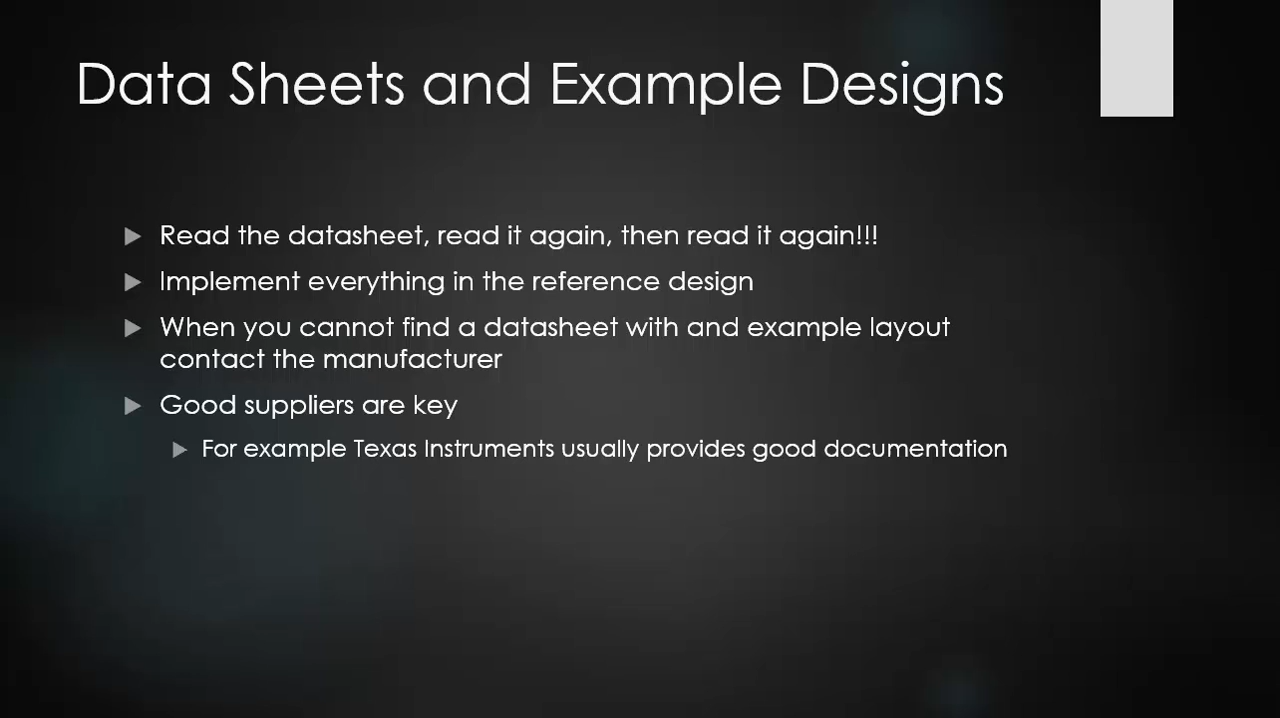 Data Sheets and Example Designs
Read the datasheet, read it again, then read it again!!!
Implement everything in the reference design
When you cannot find a datasheet with and example layout
contact the manufacturer
Good suppliers are key
For example Texas Instruments usually provides good documentation